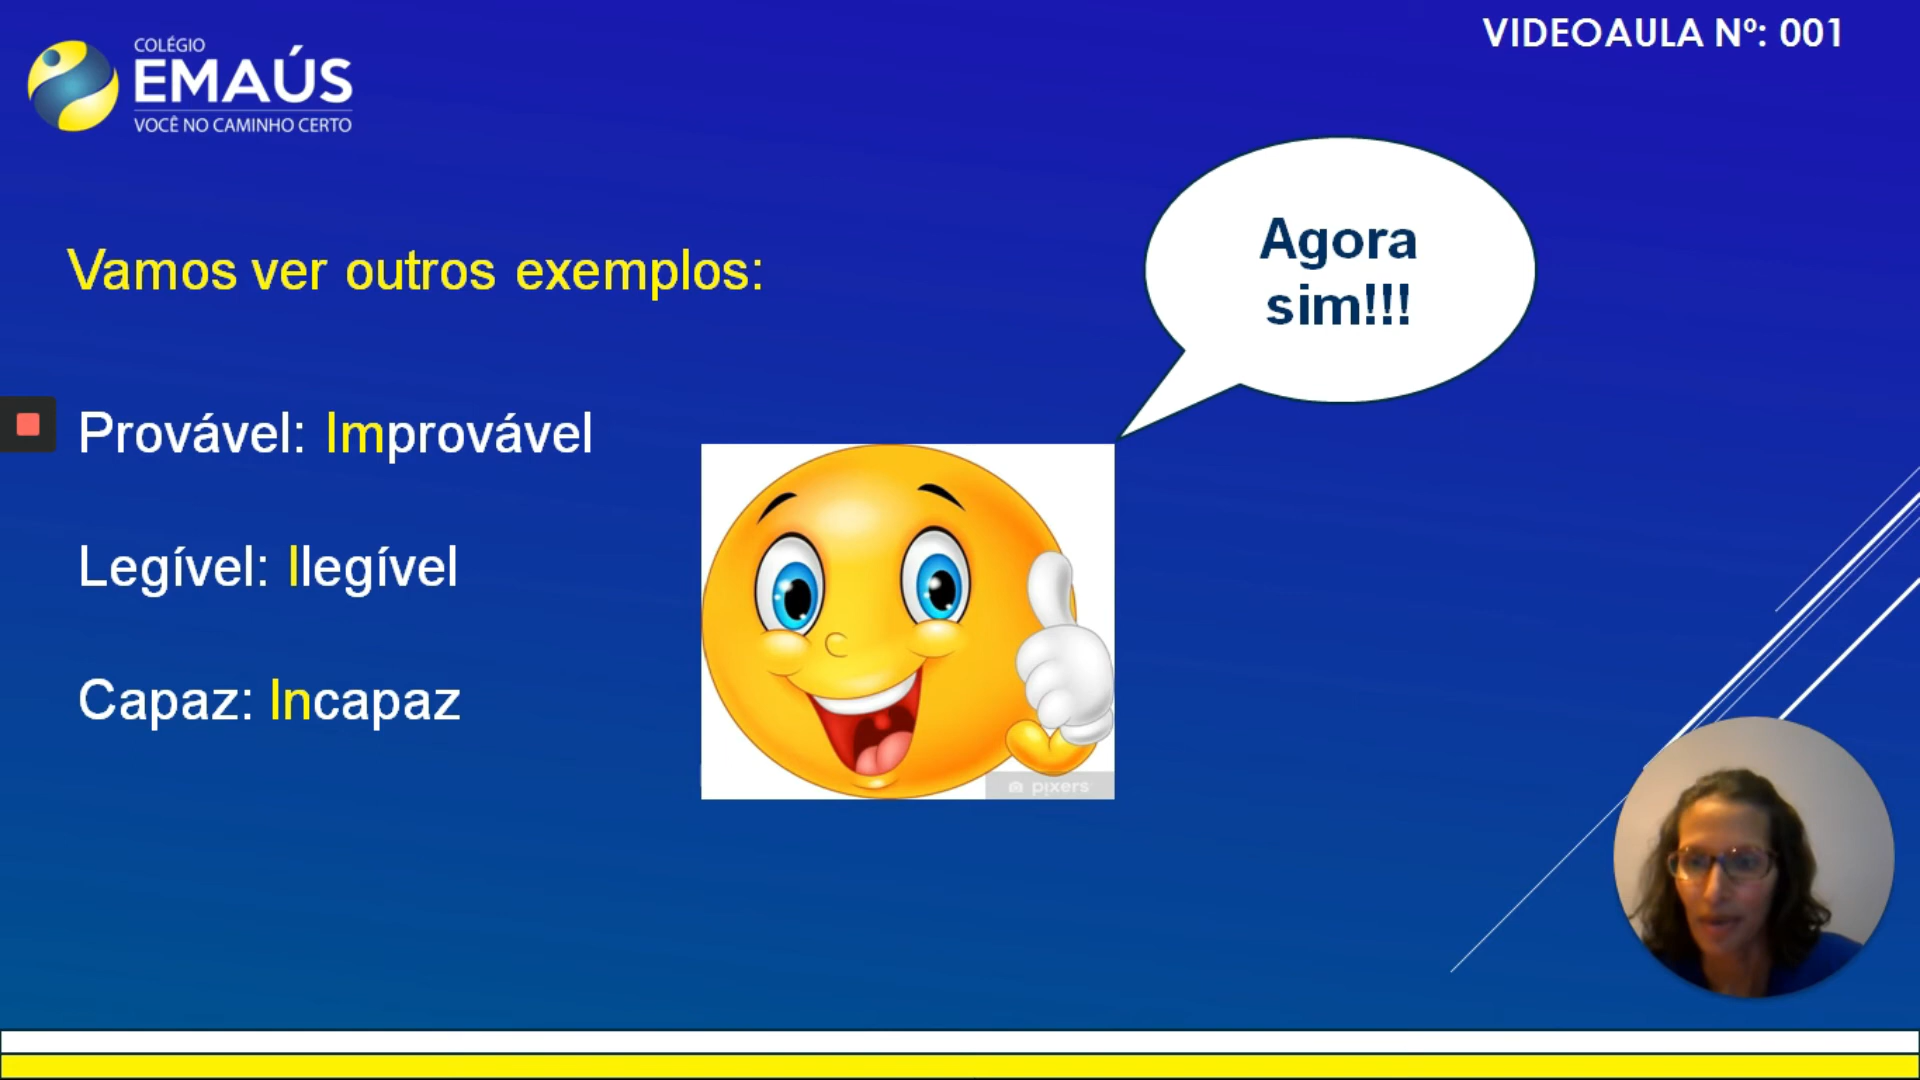 VIDEOAULA Nº: 001
COLÉGIO
EMAÚS
VOCÊ NO CAMINHO CERTO
Agora
sim!!!
Vamos ver outros exemplos:
Provável: Improvável
Legível: Ilegível
Capaz: Incapaz
pixers